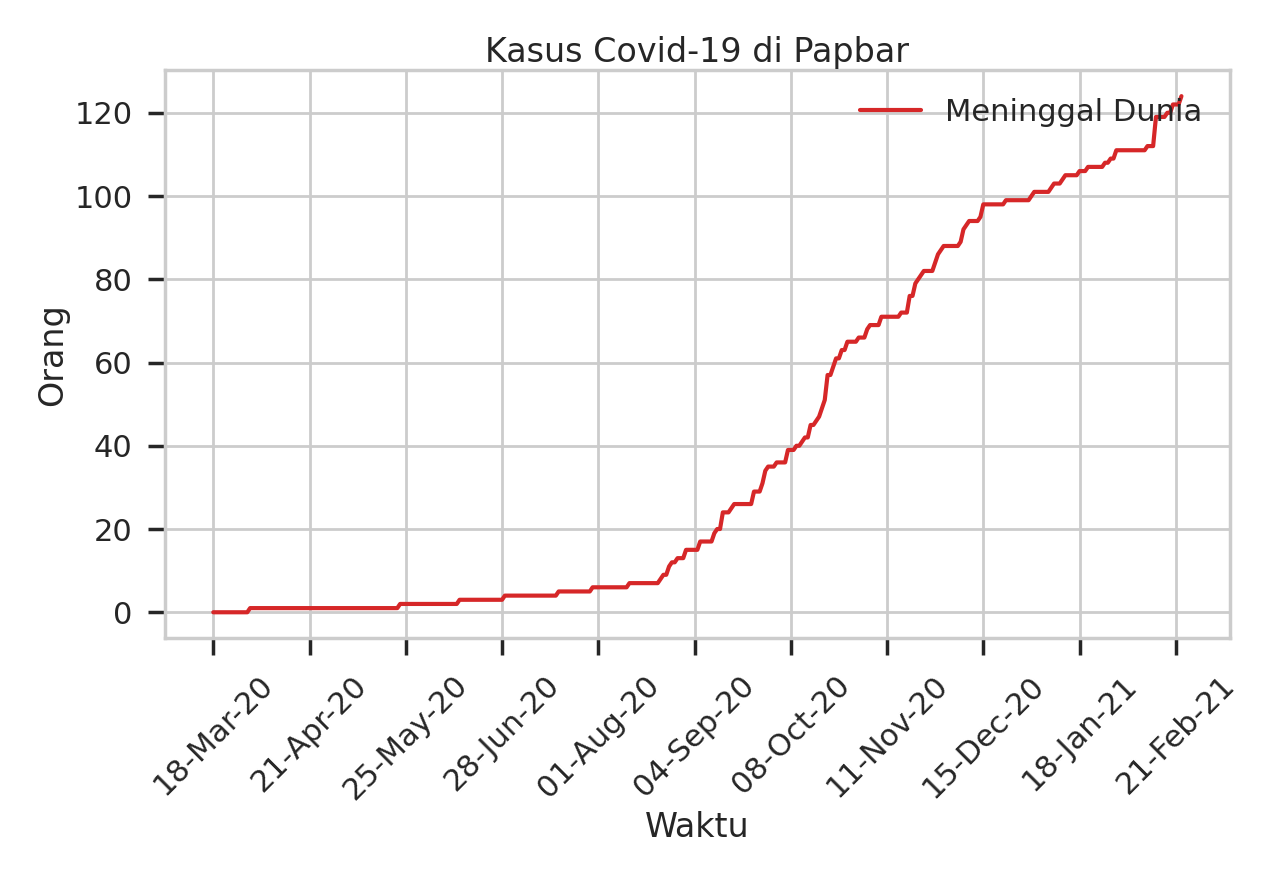 Kasus Covid-19 di Papbar
Meninggal Dunia
120
100
80
60
40
20
0
Orang
18-Mar-20
21-Apr-20
25-May-20
28-Jun-20
01-Aug-20
04-Sep-20
08-Oct-20
11-Nov-20
15-Dec-20
18-Jan-21
21-Feb-21
Waktu